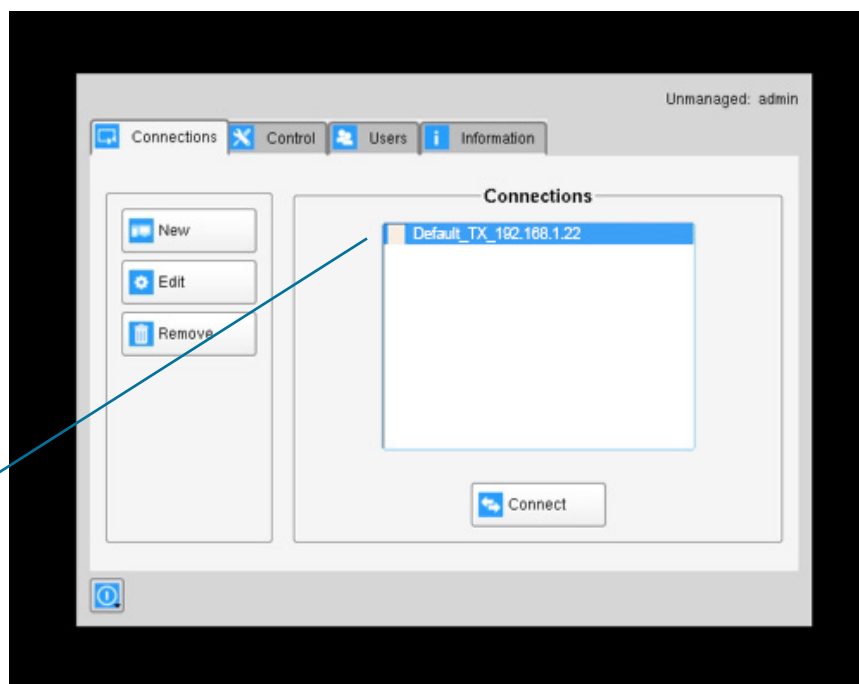 Unmanaged: admin
Connections Control Users Information
Connections
New
Edit
Remove
Default_TX_192.168.1.22
Connect